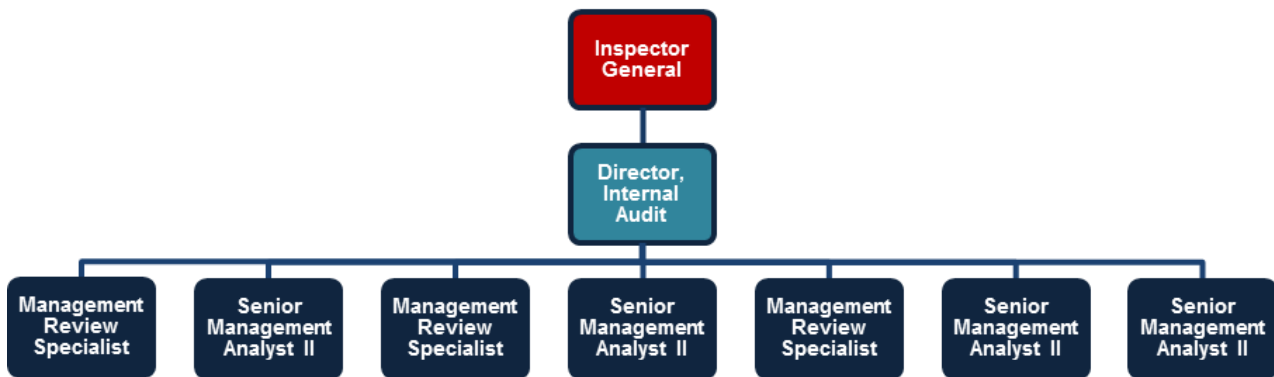 Inspector
General
Director,
Internal
Audit
Management
Review
Specialist
Senior
Management
Analyst II
Management
Review
Specialist
Senior
Management
Analyst II
Management
Review
Specialist
Senior
Management
Analyst II
Senior
Management
Analyst II